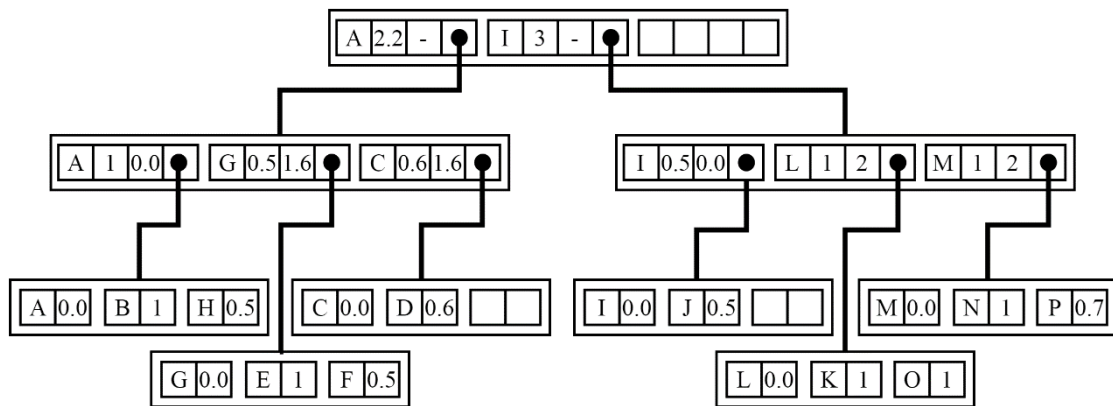 A 2.2 - I 3 -
A 1 0.0 G 0.5 1.6 C 0.6 1.6 I 0.5 0.0 L 1 2 M 1 2
A 0.0 B 1 H 0.5 C 0.0 D 0.6 I 0.0 J 0.5 M 0.0 N 1 P 0.7
G 0.0 E 1 F 0.5 L 0.0 K 1 O 1